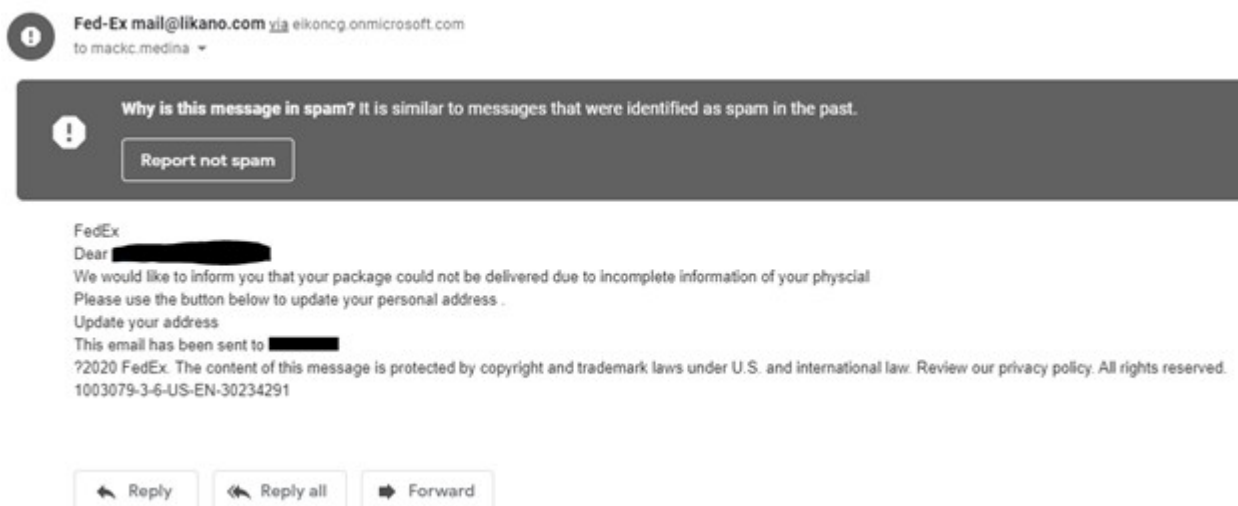 Fed-Ex mail@likano.com via eikoncg.onmicrosoft.com
to mackc.medina
Why is this message in spam? It is similar to messages that were identified as spam in the past.
Report not spam
FedEx
Dear
We would like to inform you that your package could not be delivered due to incomplete information of your physcial
Please use the button below to update your personal address .
Update your address
This email has been sent to
?2020 FedEx. The content of this message is protected by copyright and trademark laws under U.S. and international law. Review our privacy policy. All rights reserved.
1003079-3-6-US-EN-30234291
Reply Reply all Forward